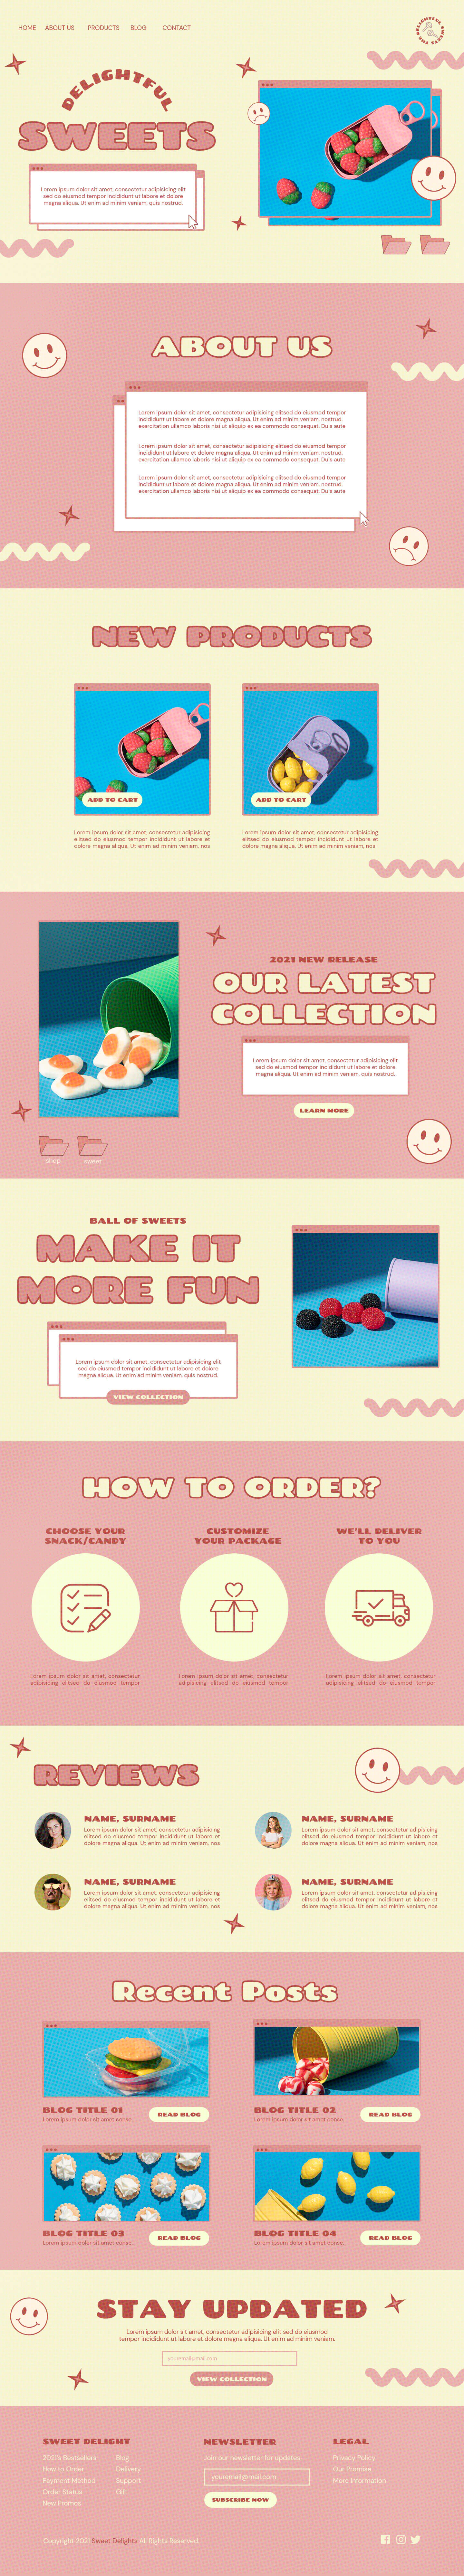 HOME ABOUT US PRODUCTS BLOG CONTACT
DELIGHTFUL
SWEETS
Lorem ipsum dolor sit amet, consectetur adipisicing elit
sed do eiusmod tempor incididunt ut labore et dolore
magna aliqua. Ut enim ad minim veniam, quis nostrud.
ABOUT US
Lorem ipsum dolor sit amet, consectetur adipisicing elitsed do eiusmod tempor
incididunt ut labore et dolore magna aliqua. Ut enim ad minim veniam, nostrud.
exercitation ullamco laboris nisi ut aliquip ex ea commodo consequat. Duis aute
Lorem ipsum dolor sit amet, consectetur adipisicing elitsed do eiusmod tempor
incididunt ut labore et dolore magna aliqua. Ut enim ad minim veniam, nostrud.
exercitation ullamco laboris nisi ut aliquip ex ea commodo consequat. Duis aute
Lorem ipsum dolor sit amet, consectetur adipisicing elitsed do eiusmod tempor
incididunt ut labore et dolore magna aliqua. Ut enim ad minim veniam, nostrud.
exercitation ullamco laboris nisi ut aliquip ex ea commodo consequat. Duis aute
NEW PRODUCTS
ADD TO CART
Lorem ipsum dolor sit amet, consectetur adipisicing
elitsed do eiusmod tempor incididunt ut labore et
dolore magna aliqua. Ut enim ad minim veniam, nos
ADD TO CART
Lorem ipsum dolor sit amet, consectetur adipisicing
elitsed do eiusmod tempor incididunt ut labore et
dolore magna aliqua. Ut enim ad minim veniam, nos-
2021 NEW RELEASE
OUR LATEST
COLLECTION
Lorem ipsum dolor sit amet, consectetur adipisicing elit
sed do eiusmod tempor incididunt ut labore et dolore
magna aliqua. Ut enim ad minim veniam, quis nostrud.
LEARN MORE
shop sweet
BALL OF SWEETS
MAKE IT
MORE FUN
Lorem ipsum dolor sit amet, consectetur adipisicing elit
sed do eiusmod tempor incididunt ut labore et dolore
magna aliqua. Ut enim ad minim veniam, quis nostrud.
VIEW COLLECTION
HOW TO ORDER?
CHOOSE YOUR
SNACK/CANDY
Lorem ipsum dolor sit amet, consectetur
adipisicing elitsed do eiusmod tempor
CUSTOMIZE
YOUR PACKAGE
Lorem ipsum dolor sit amet, consectetur
adipisicing elitsed do eiusmod tempor
WE'LL DELIVER
TO YOU
Lorem ipsum dolor sit amet, consectetur
adipisicing elitsed do eiusmod tempor
REVIEWS
NAME, SURNAME
Lorem ipsum dolor sit amet, consectetur adipisicing
elitsed do eiusmod tempor incididunt ut labore et
dolore magna aliqua. Ut enim ad minim veniam, nos
NAME, SURNAME
Lorem ipsum dolor sit amet, consectetur adipisicing
elitsed do eiusmod tempor incididunt ut labore et
dolore magna aliqua. Ut enim ad minim veniam, nos
NAME, SURNAME
Lorem ipsum dolor sit amet, consectetur adipisicing
elitsed do eiusmod tempor incididunt ut labore et
dolore magna aliqua. Ut enim ad minim veniam, nos
NAME, SURNAME
Lorem ipsum dolor sit amet, consectetur adipisicing
elitsed do eiusmod tempor incididunt ut labore et
dolore magna aliqua. Ut enim ad minim veniam, nos
Recent Posts
BLOG TITLE 01
Lorem ipsum dolor sit amet conse.
READ BLOG
BLOG TITLE 02
Lorem ipsum dolor sit amet conse.
READ BLOG
BLOG TITLE 03
Lorem ipsum dolor sit amet conse.
READ BLOG
BLOG TITLE 04
Lorem ipsum dolor sit amet conse.
READ BLOG
STAY UPDATED
Lorem ipsum dolor sit amet, consectetur adipisicing elit sed do eiusmod
tempor incididunt ut labore et dolore magna aliqua. Ut enim ad minim veniam.
youremail@mail.com
VIEW COLLECTION
SWEET DELIGHT
2021's Bestsellers
How to Order
Payment Method
Order Status
New Promos
Blog
Delivery
Support
Gift
NEWSLETTER
Join our newsletter for updates
youremail@mail.com
SUBSCRIBE NOW
LEGAL
Privacy Policy
Our Promise
More Information
Copyright 2021 Sweet Delights All Rights Reserved.